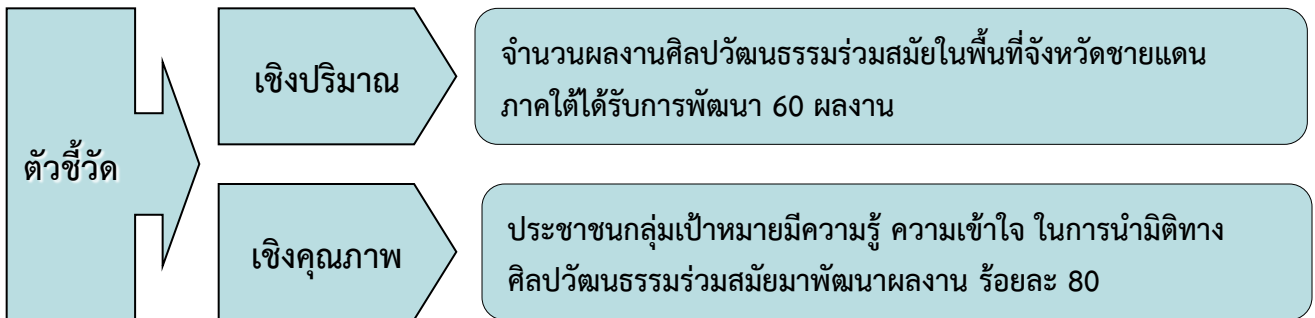 ตัวชี้วัด
เชิงปริมาณ
จำนวนผลงานศิลปวัฒนธรรมร่วมสมัยในพื้นที่จังหวัดชายแดน
ภาคใต้ได้รับการพัฒนา 60 ผลงาน
เชิงคุณภาพ
ประชาชนกลุ่มเป้าหมายมีความรู้ ความเข้าใจ ในการนำมิติทาง
ศิลปวัฒนธรรมร่วมสมัยมาพัฒนาผลงาน ร้อยละ 80